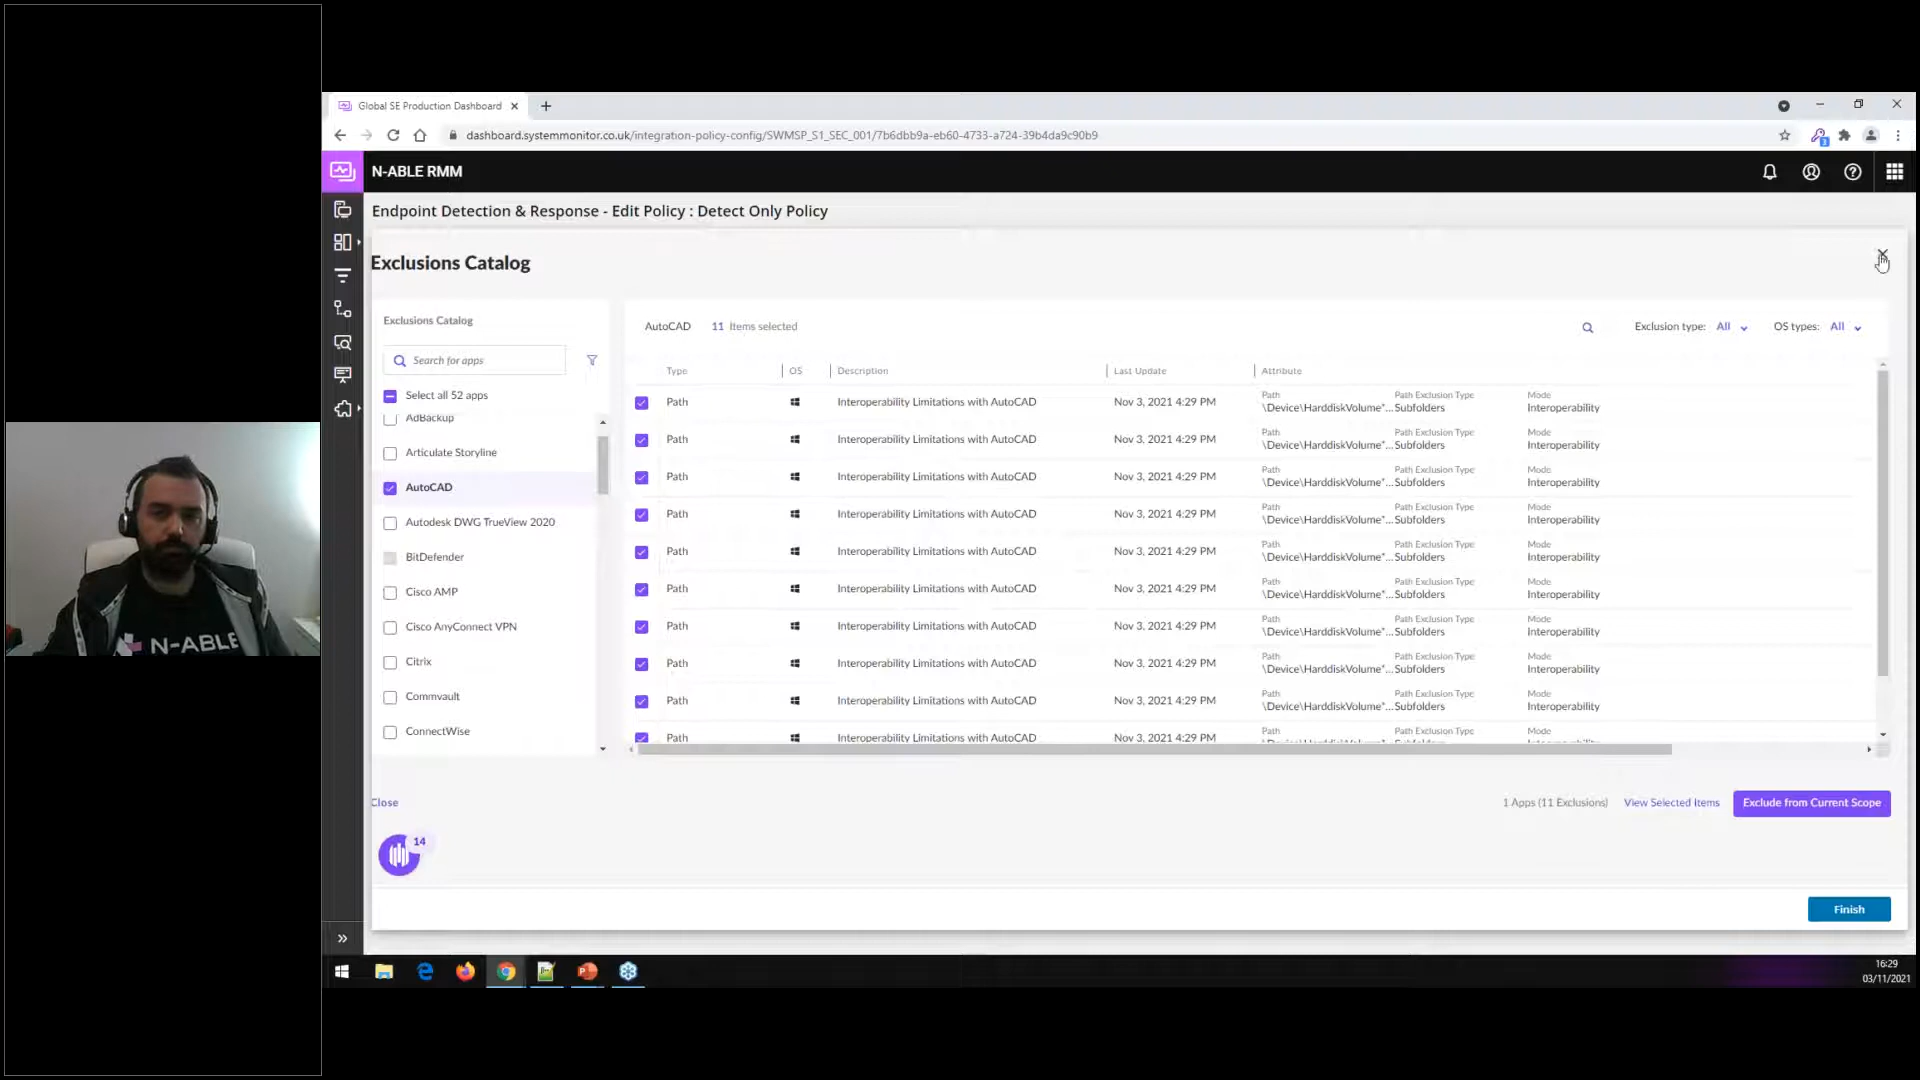 Global SE Production Dashboard
dashboard.systemmonitor.co.uk/integration-policy-config/SWMSP_S1_SEC_001/7b6dbb9a-eb60-4733-a724-39b4da9c90b9
N-ABLE RMM
Endpoint Detection & Response - Edit Policy : Detect Only Policy
Exclusions Catalog
Exclusions Catalog
Search for apps
Select all 52 apps
AdBackup
Articulate Storyline
AutoCAD
Autodesk DWG TrueView 2020
BitDefender
Cisco AMP
Cisco AnyConnect VPN
Citrix
Commvault
ConnectWise
AutoCAD 11 Items selected
Exclusion type: All OS types: All
Type OS Description Last Update Attribute
Path Path Exclusion Type Mode
Path Interoperability Limitations with AutoCAD Nov 3, 2021 4:29 PM \Device\HarddiskVolume*... Subfolders Interoperability
Path Path Exclusion Type Mode
Path Interoperability Limitations with AutoCAD Nov 3, 2021 4:29 PM \Device\HarddiskVolume*... Subfolders Interoperability
Path Path Exclusion Type Mode
Path Interoperability Limitations with AutoCAD Nov 3, 2021 4:29 PM \Device\HarddiskVolume*... Subfolders Interoperability
Path Path Exclusion Type Mode
Path Interoperability Limitations with AutoCAD Nov 3, 2021 4:29 PM \Device\HarddiskVolume*... Subfolders Interoperability
Path Path Exclusion Type Mode
Path Interoperability Limitations with AutoCAD Nov 3, 2021 4:29 PM \Device\HarddiskVolume*... Subfolders Interoperability
Path Path Exclusion Type Mode
Path Interoperability Limitations with AutoCAD Nov 3, 2021 4:29 PM \Device\HarddiskVolume*... Subfolders Interoperability
Path Path Exclusion Type Mode
Path Interoperability Limitations with AutoCAD Nov 3, 2021 4:29 PM \Device\HarddiskVolume*... Subfolders Interoperability
Path Path Exclusion Type Mode
Path Interoperability Limitations with AutoCAD Nov 3, 2021 4:29 PM \Device\HarddiskVolume*... Subfolders Interoperability
Path Path Exclusion Type Mode
Path Interoperability Limitations with AutoCAD Nov 3, 2021 4:29 PM \Device\HarddiskVolume*... Subfolders Interoperability
Path Path Exclusion Type Mode
Path Interoperability Limitations with AutoCAD Nov 3, 2021 4:29 PM
Close
1 Apps (11 Exclusions) View Selected Items Exclude from Current Scope
14
Finish
16:29
03/11/2021
N-ABLE